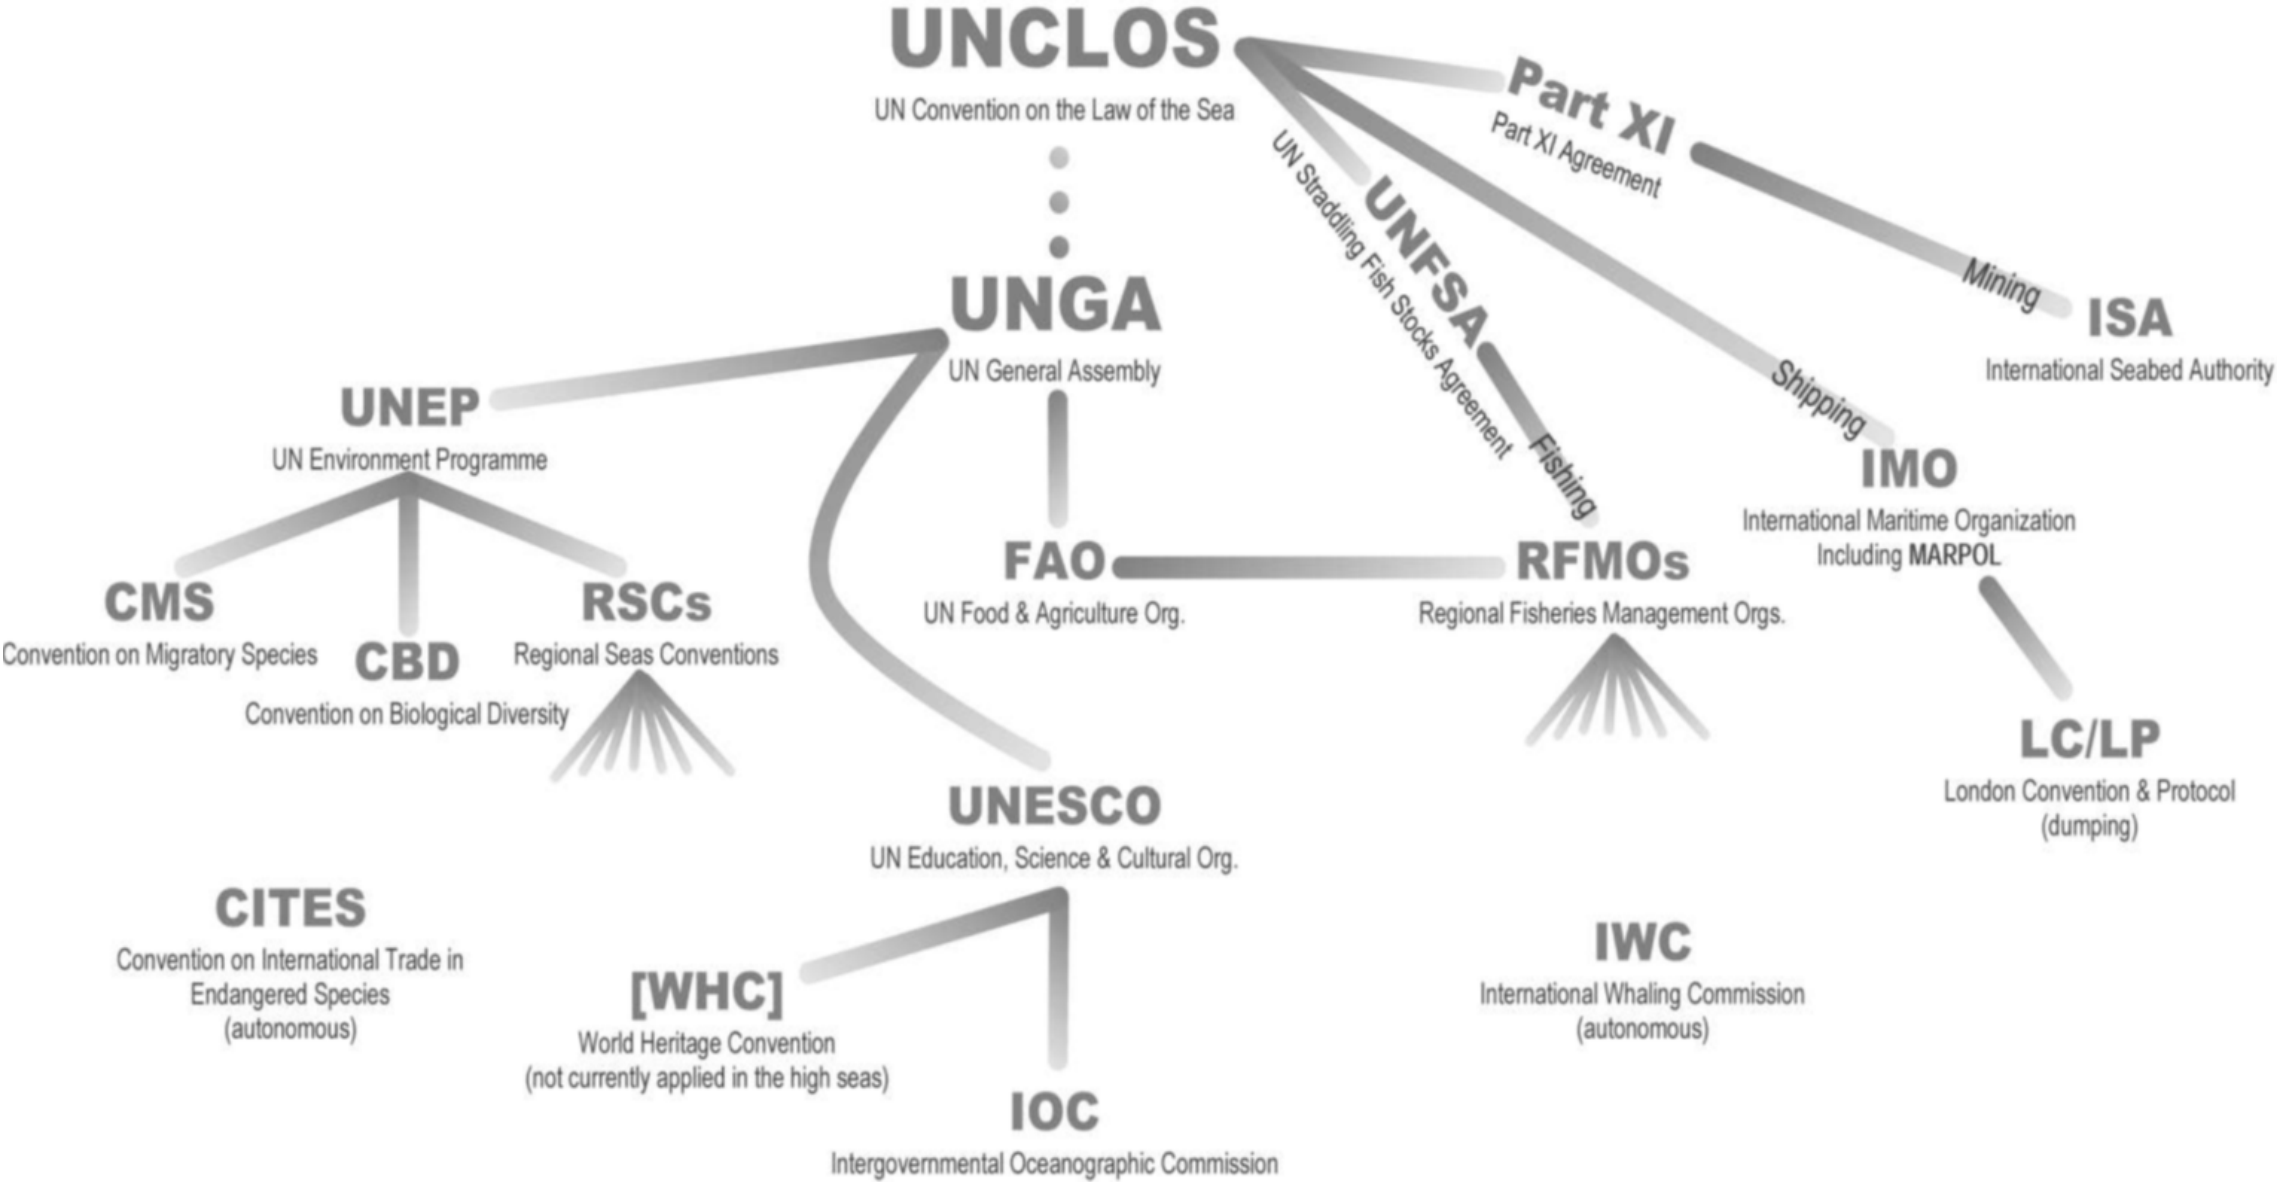 UNCLOS
UN Convention on the Law of the Sea
Part XI
Part XI Agreement
UNFSA
UN Straddling Fish Stocks Agreement
Mining
ISA
International Seabed Authority
Shipping
IMO
International Maritime Organization
Including MARPOL
Fishing
UNGA
UN General Assembly
UNEP
UN Environment Programme
CMS
Convention on Migratory Species
CBD
Convention on Biological Diversity
RSCs
Regional Seas Conventions
FAO
UN Food & Agriculture Org.
RFMOs
Regional Fisheries Management Orgs.
LC/LP
London Convention & Protocol
(dumping)
UNESCO
UN Education, Science & Cultural Org.
CITES
Convention on International Trade in
Endangered Species
(autonomous)
[WHC]
World Heritage Convention
(not currently applied in the high seas)
IWC
International Whaling Commission
(autonomous)
IOC
Intergovernmental Oceanographic Commission